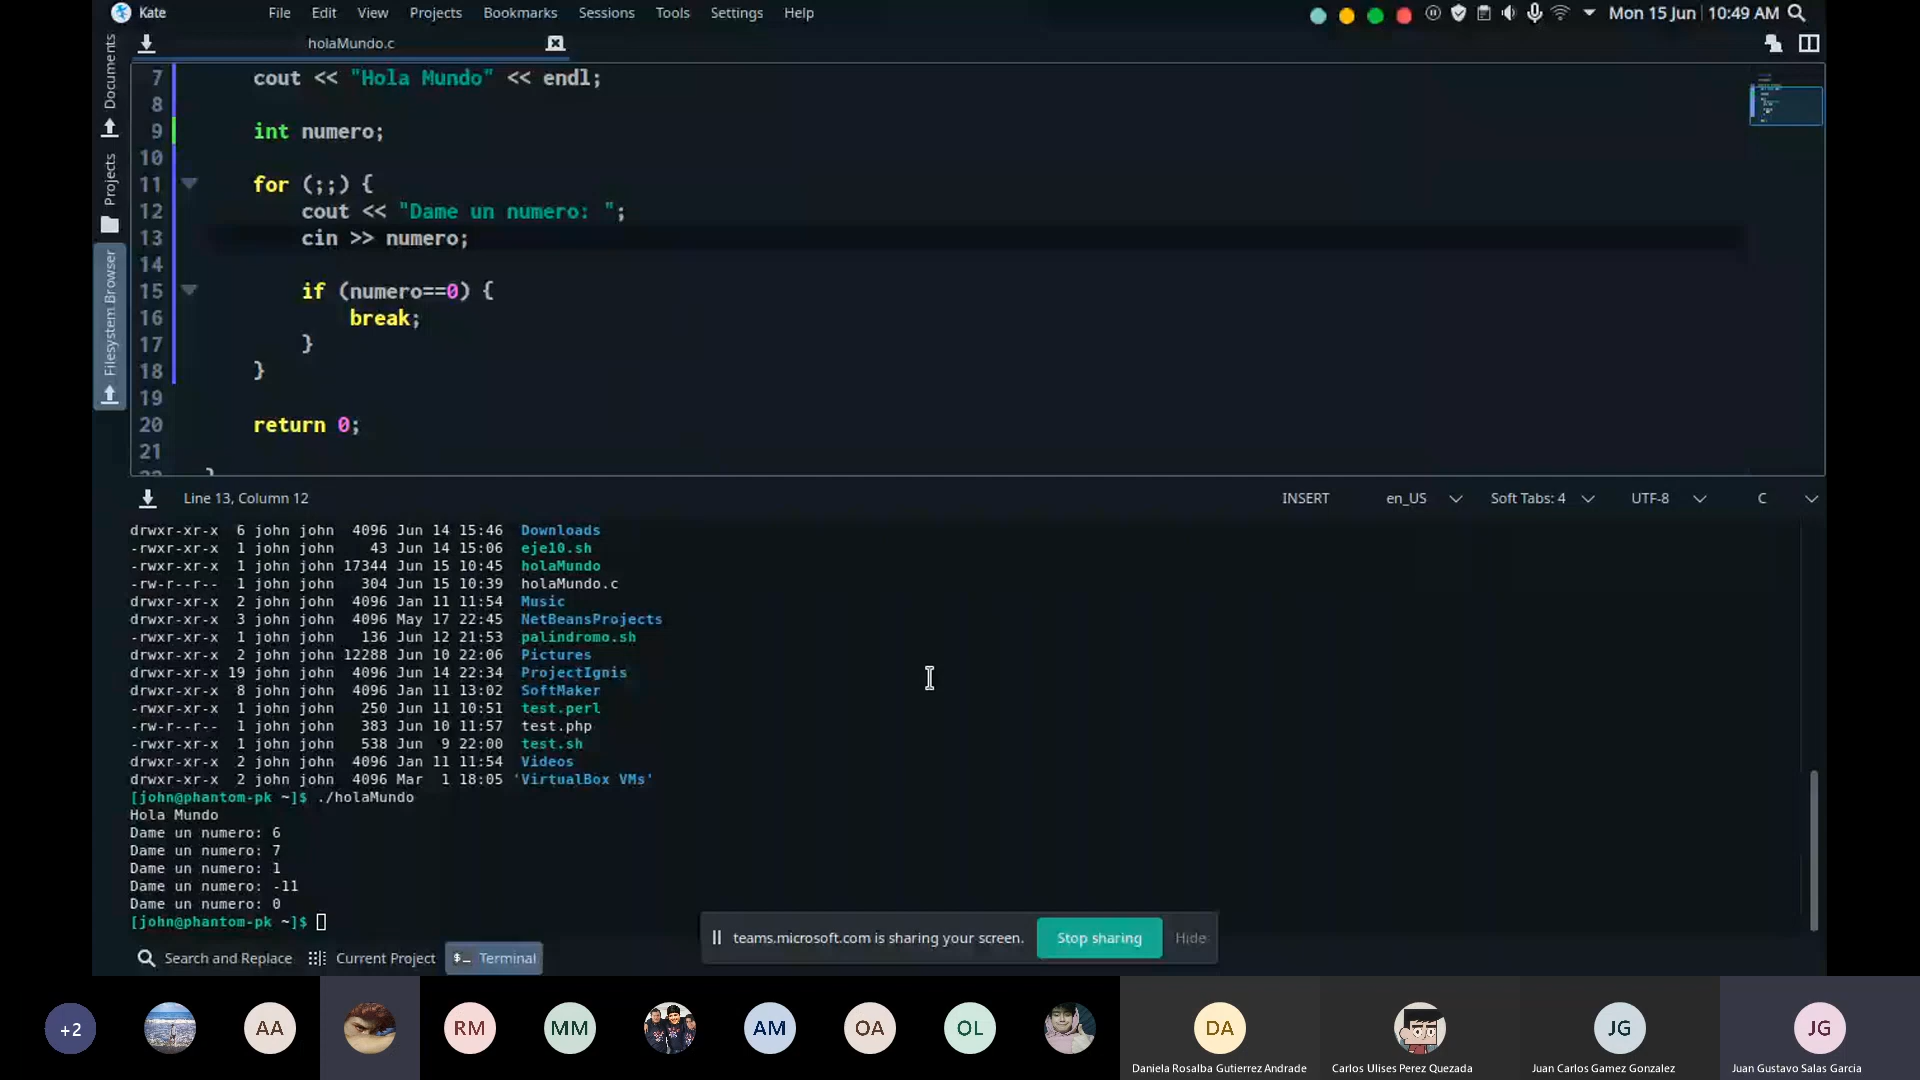 Kate File Edit View Projects Bookmarks Sessions Tools Settings Help Mon 15 Jun 10:49 AM
holaMundo.c
Documents
Projects
Filesystem Browser
7 cout << "Hola Mundo" << endl;
8
9 int numero;
10
11 for (;;) {
12 cout << "Dame un numero: ";
13 cin >> numero;
14
15 if (numero==0) {
16 break;
17 }
18 }
19
20 return 0;
21
Line 13, Column 12 INSERT en_US Soft Tabs: 4 UTF-8 C
drwxr-xr-x 6 john john 4096 Jun 14 15:46 Downloads
-rwxr-xr-x 1 john john 43 Jun 14 15:06 eje10.sh
-rwxr-xr-x 1 john john 17344 Jun 15 10:45 holaMundo
-rw-r--r-- 1 john john 304 Jun 15 10:39 holaMundo.c
drwxr-xr-x 2 john john 4096 Jan 11 11:54 Music
drwxr-xr-x 3 john john 4096 May 17 22:45 NetBeansProjects
-rwxr-xr-x 1 john john 136 Jun 12 21:53 palindromo.sh
drwxr-xr-x 2 john john 12288 Jun 10 22:06 Pictures
drwxr-xr-x 19 john john 4096 Jun 14 22:34 ProjectIgnis
drwxr-xr-x 8 john john 4096 Jan 11 13:02 SoftMaker
-rwxr-xr-x 1 john john 250 Jun 11 10:51 test.perl
-rw-r--r-- 1 john john 383 Jun 10 11:57 test.php
-rwxr-xr-x 1 john john 538 Jun 9 22:00 test.sh
drwxr-xr-x 2 john john 4096 Jan 11 11:54 Videos
drwxr-xr-x 2 john john 4096 Mar 1 18:05 'VirtualBox VMs'
[john@phantom-pk ~]$ ./holaMundo
Hola Mundo
Dame un numero: 6
Dame un numero: 7
Dame un numero: 1
Dame un numero: -11
Dame un numero: 0
[john@phantom-pk ~]$
teams.microsoft.com is sharing your screen. Stop sharing Hide
Search and Replace Current Project Terminal
+2 AA RM MM AM OA OL DA JG JG
Daniela Rosalba Gutierrez Andrade Carlos Ulises Perez Quezada Juan Carlos Gamez Gonzalez Juan Gustavo Salas Garcia